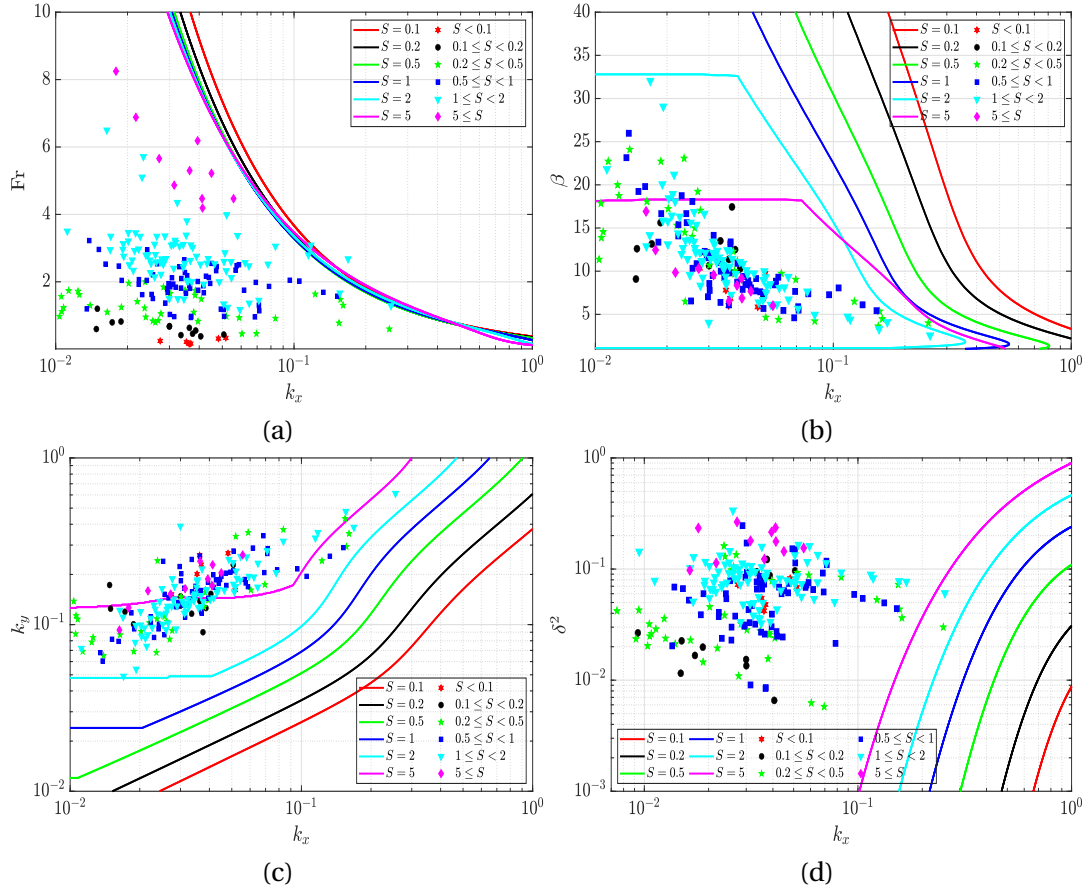 10
8
6
4
2
Fr
10^{-2}
10^{-1}
10^{0}
k_x
S = 0.1
S = 0.2
S = 0.5
S = 1
S = 2
S = 5
S < 0.1
0.1 ≤ S < 0.2
0.2 ≤ S < 0.5
0.5 ≤ S < 1
1 ≤ S < 2
5 ≤ S
(a)
40
35
30
25
20
15
10
5
β
10^{-2}
10^{-1}
10^{0}
k_x
S = 0.1
S = 0.2
S = 0.5
S = 1
S = 2
S = 5
S < 0.1
0.1 ≤ S < 0.2
0.2 ≤ S < 0.5
0.5 ≤ S < 1
1 ≤ S < 2
5 ≤ S
(b)
10^{0}
10^{-1}
10^{-2}
k_y
10^{-2}
10^{-1}
10^{0}
k_x
S = 0.1
S = 0.2
S = 0.5
S = 1
S = 2
S = 5
S < 0.1
0.1 ≤ S < 0.2
0.2 ≤ S < 0.5
0.5 ≤ S < 1
1 ≤ S < 2
5 ≤ S
(c)
10^{0}
10^{-1}
10^{-2}
10^{-3}
δ^2
10^{-2}
10^{-1}
10^{0}
k_x
S = 0.1
S = 0.2
S = 0.5
S = 1
S = 2
S = 5
S < 0.1
0.1 ≤ S < 0.2
0.2 ≤ S < 0.5
0.5 ≤ S < 1
1 ≤ S < 2
5 ≤ S
(d)